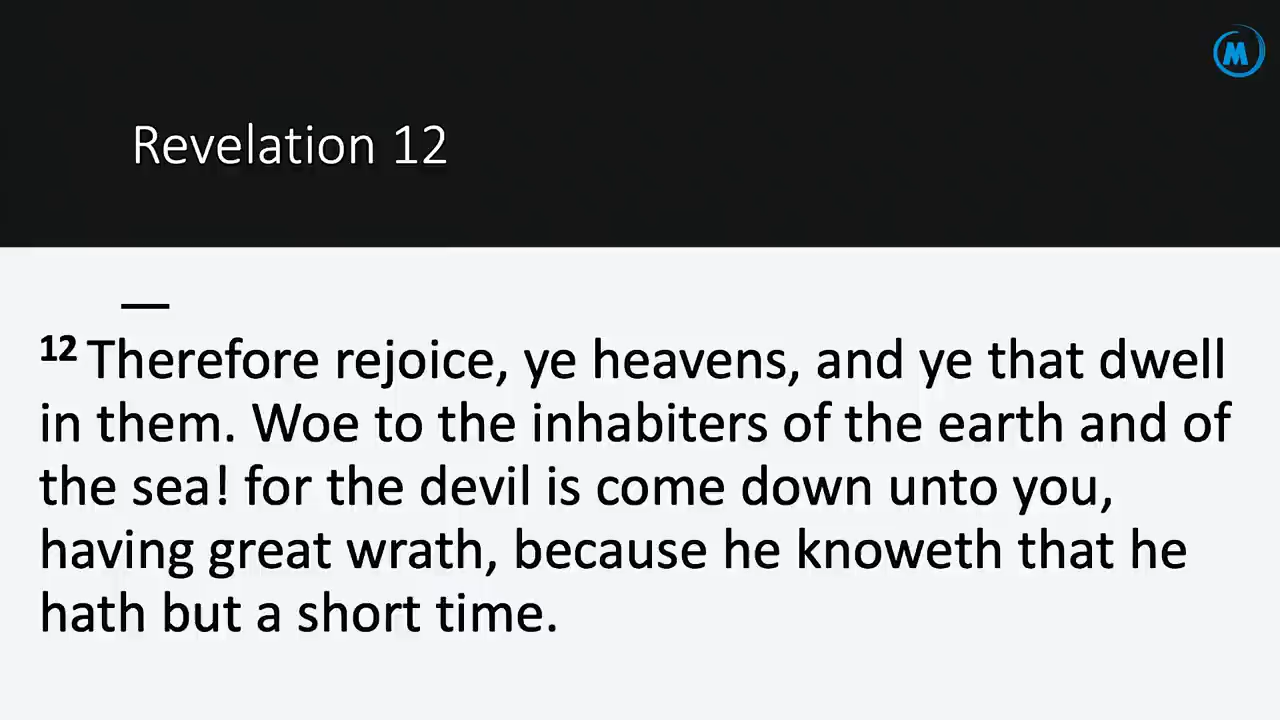 M
Revelation 12
12 Therefore rejoice, ye heavens, and ye that dwell
in them. Woe to the inhabiters of the earth and of
the sea! for the devil is come down unto you,
having great wrath, because he knoweth that he
hath but a short time.